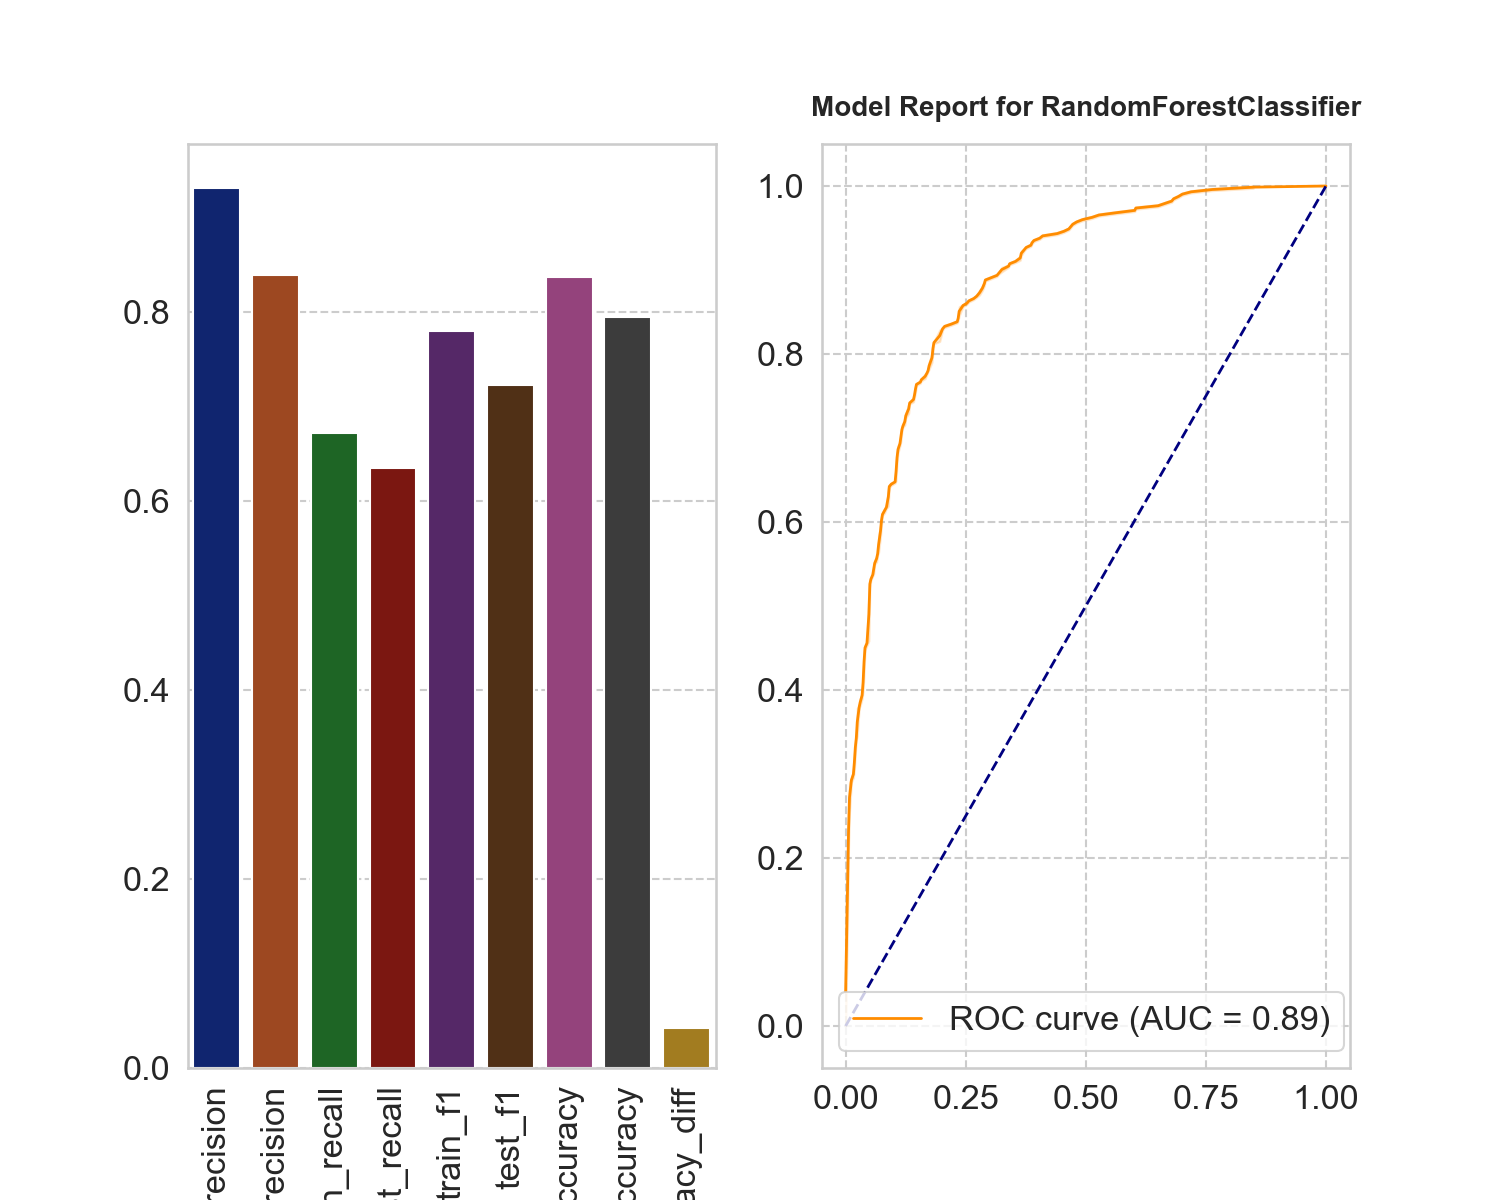 Model Report for RandomForestClassifier
0.8
0.6
0.4
0.2
0.0
recision
recision
n_recall
t_recall
train_f1
test_f1
ccuracy
ccuracy
acy_diff
1.0
0.8
0.6
0.4
0.2
0.0
ROC curve (AUC = 0.89)
0.00 0.25 0.50 0.75 1.00